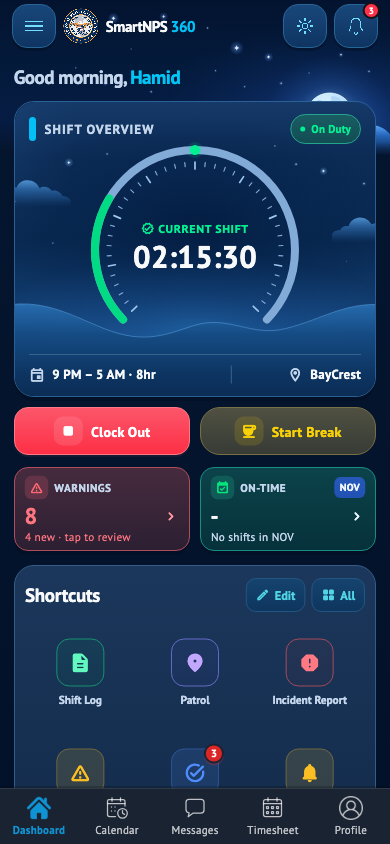 SmartNPS 360
3
Good morning, Hamid
SHIFT OVERVIEW
On Duty
CURRENT SHIFT
02:15:30
9 PM – 5 AM · 8hr
BayCrest
Clock Out
Start Break
WARNINGS
8
4 new · tap to review
ON-TIME
NOV
-
No shifts in NOV
Shortcuts
Edit
All
Shift Log
Patrol
Incident Report
3
Dashboard
Calendar
Messages
Timesheet
Profile